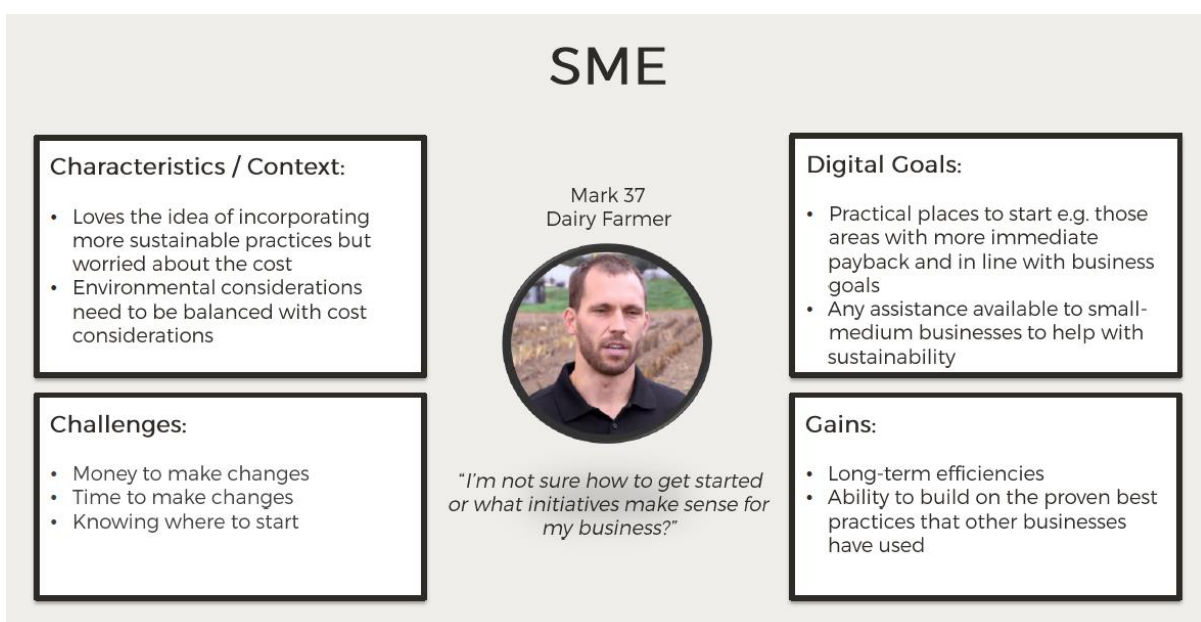 SME
Characteristics / Context:
• Loves the idea of incorporating
more sustainable practices but
worried about the cost
• Environmental considerations
need to be balanced with cost
considerations
Challenges:
• Money to make changes
• Time to make changes
• Knowing where to start
Mark 37
Dairy Farmer
“I’m not sure how to get started
or what initiatives make sense for
my business?”
Digital Goals:
• Practical places to start e.g. those
areas with more immediate
payback and in line with business
goals
• Any assistance available to small-
medium businesses to help with
sustainability
Gains:
• Long-term efficiencies
• Ability to build on the proven best
practices that other businesses
have used